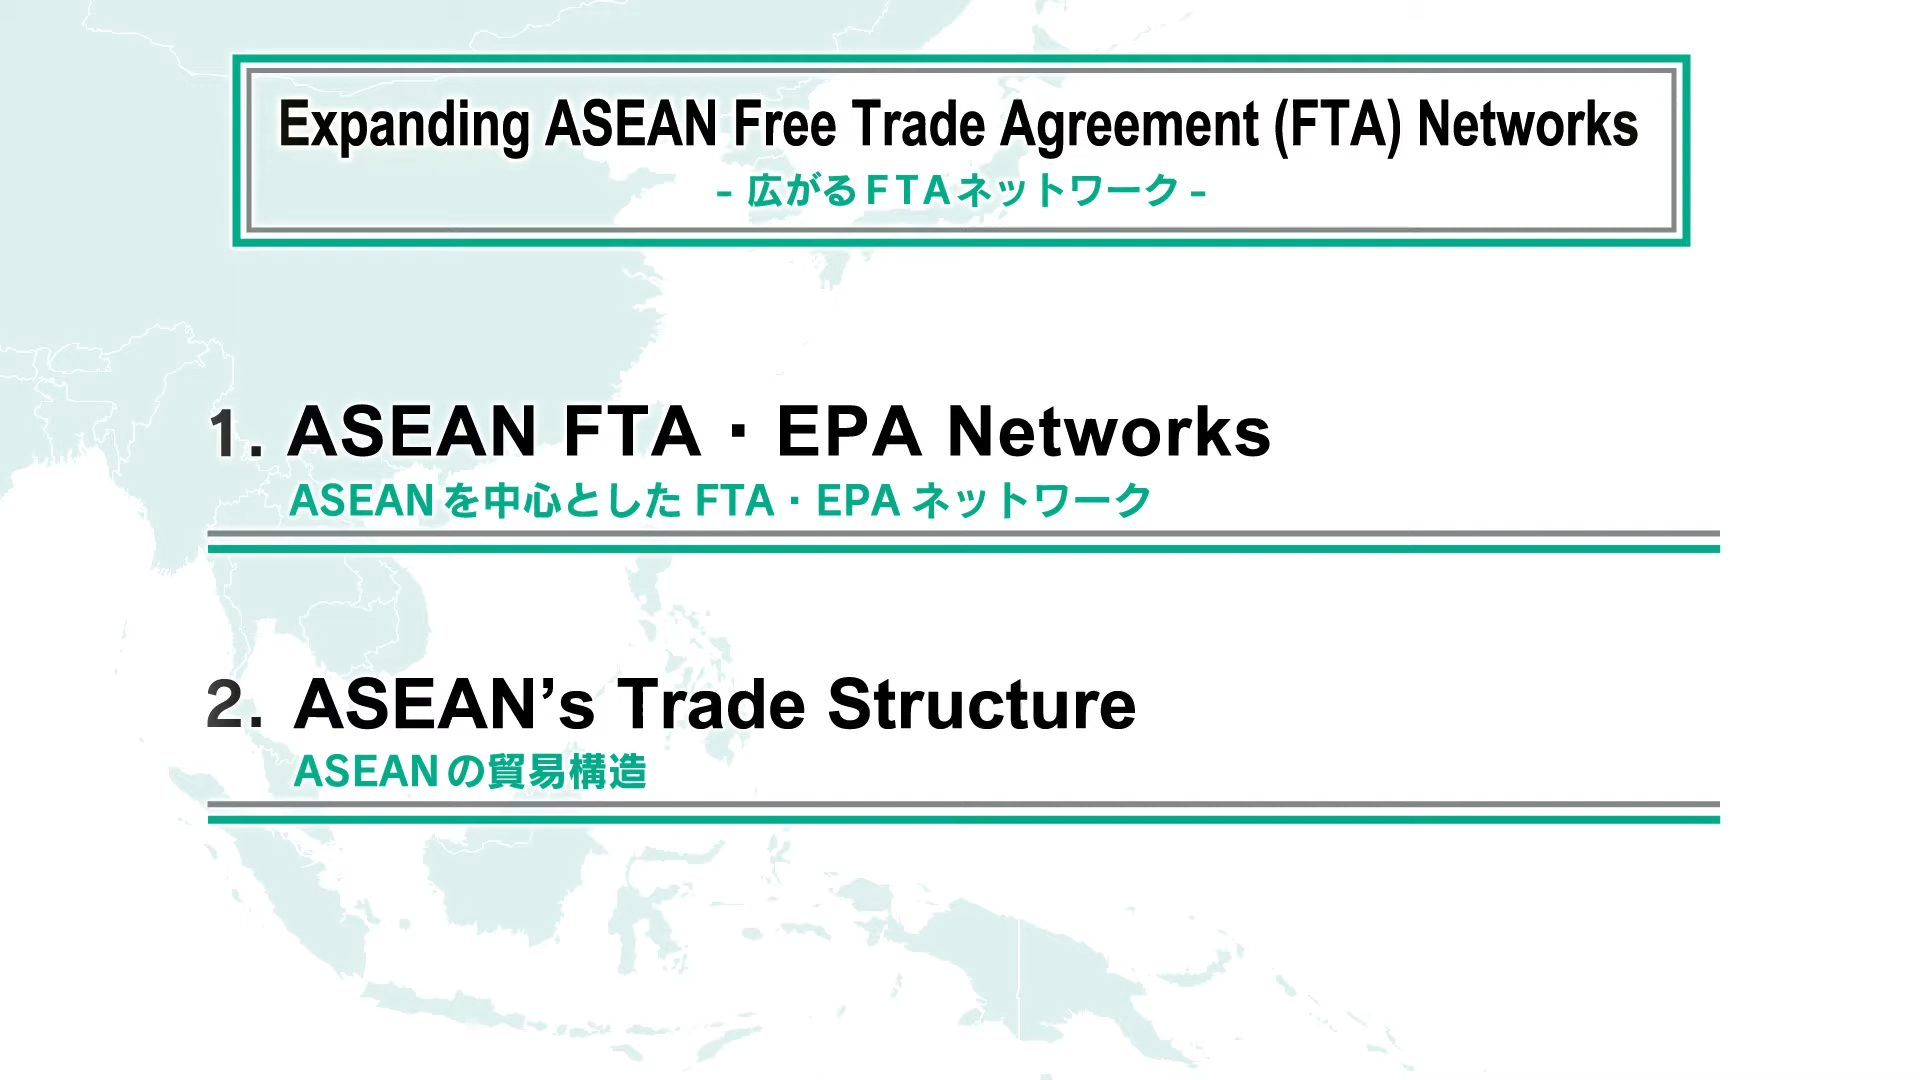 Expanding ASEAN Free Trade Agreement (FTA) Networks
- 広がるFTAネットワーク -
1. ASEAN FTA・EPA Networks
ASEANを中心としたFTA・EPAネットワーク
2. ASEAN’s Trade Structure
ASEANの貿易構造